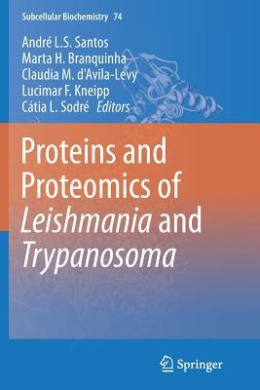 Subcellular Biochemistry 74
André L.S. Santos
Marta H. Branquinha
Claudia M. d'Avila-Levy
Lucimar F. Kneipp
Cátia L. Sodré Editors
Proteins and
Proteomics of
Leishmania and
Trypanosoma
Springer